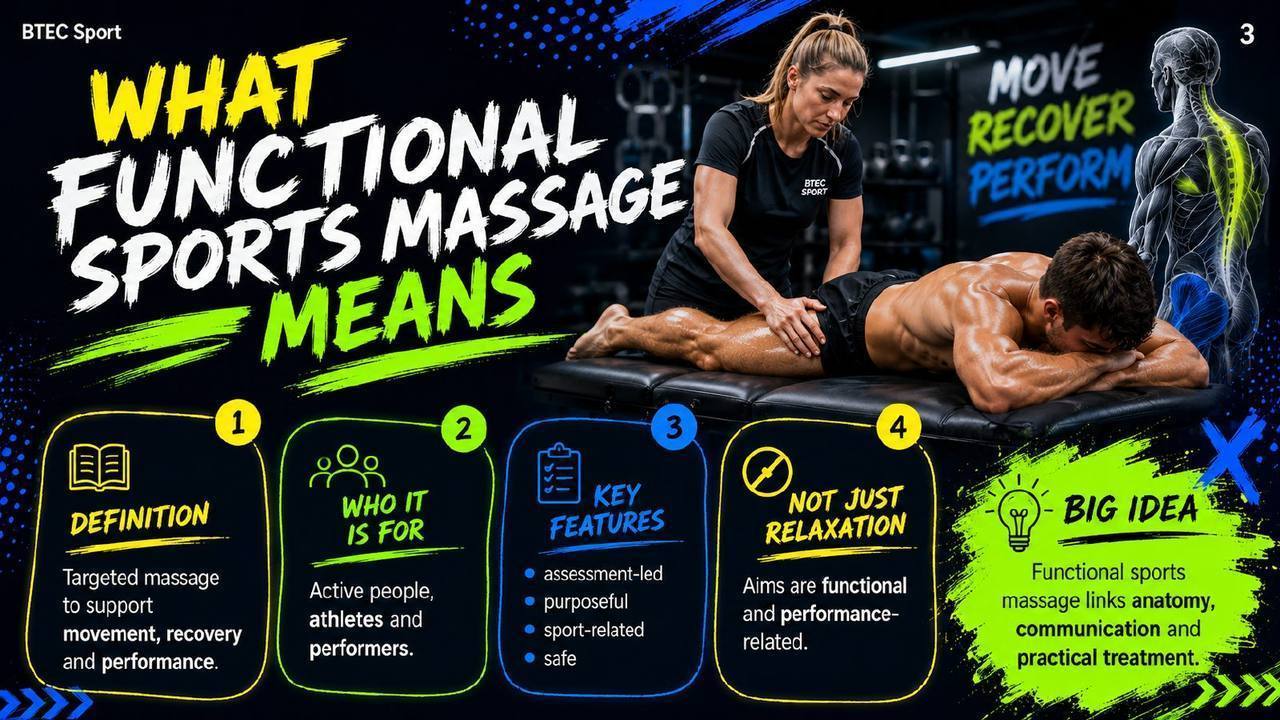 BTEC Sport
3
WHAT
FUNCTIONAL
SPORTS MASSAGE
MEANS
MOVE
RECOVER
PERFORM
BTEC
SPORT
1
DEFINITION
Targeted massage
to support
movement, recovery
and performance.
2
WHO IT
IS FOR
Active people,
athletes and
performers.
3
KEY
FEATURES
assessment-led
purposeful
sport-related
safe
4
NOT JUST
RELAXATION
Aims are functional
and performance-
related.
BIG IDEA
Functional sports
massage links anatomy,
communication and
practical treatment.